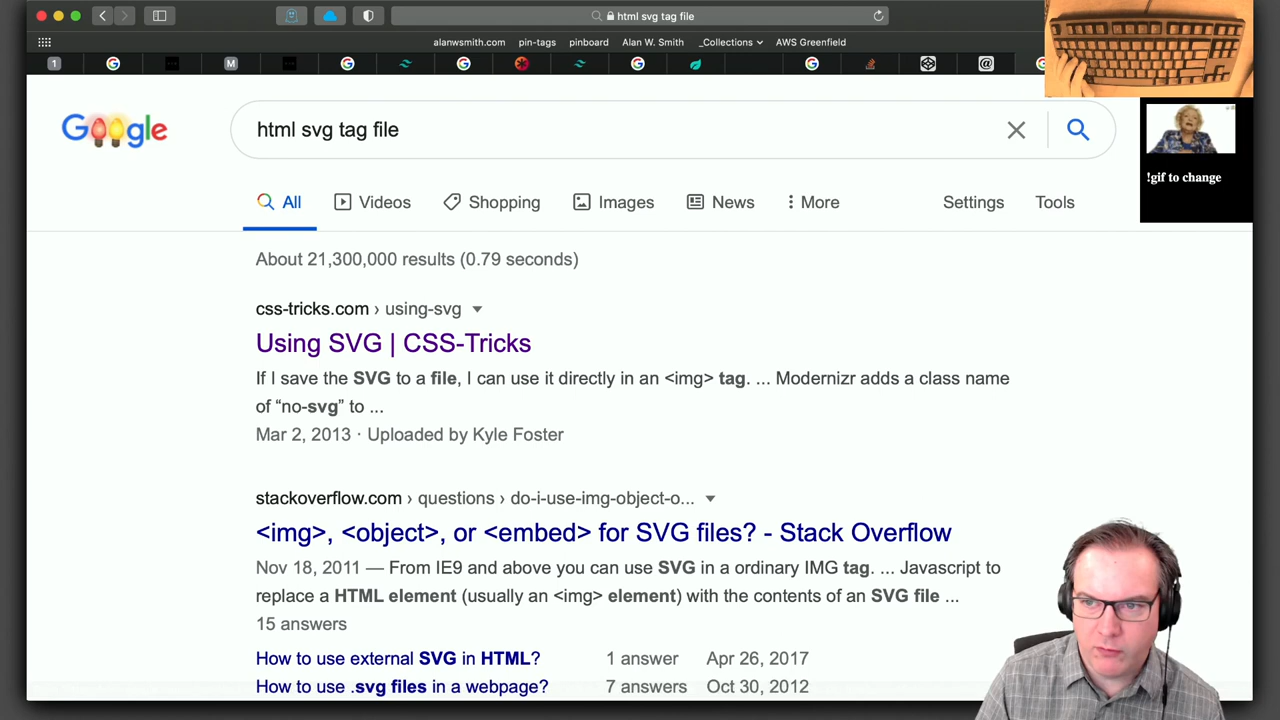 html svg tag file
alanwsmith.com pin-tags pinboard Alan W. Smith _Collections AWS Greenfield
1 M @
Google
html svg tag file
!gif to change
All Videos Shopping Images News More Settings Tools
About 21,300,000 results (0.79 seconds)
css-tricks.com › using-svg
Using SVG | CSS-Tricks
If I save the SVG to a file, I can use it directly in an <img> tag. ... Modernizr adds a class name
of “no-svg” to ...
Mar 2, 2013 · Uploaded by Kyle Foster
stackoverflow.com › questions › do-i-use-img-object-o...
<img>, <object>, or <embed> for SVG files? - Stack Overflow
Nov 18, 2011 — From IE9 and above you can use SVG in a ordinary IMG tag. ... Javascript to
replace a HTML element (usually an <img> element) with the contents of an SVG file ...
15 answers
How to use external SVG in HTML? 1 answer Apr 26, 2017
How to use .svg files in a webpage? 7 answers Oct 30, 2012